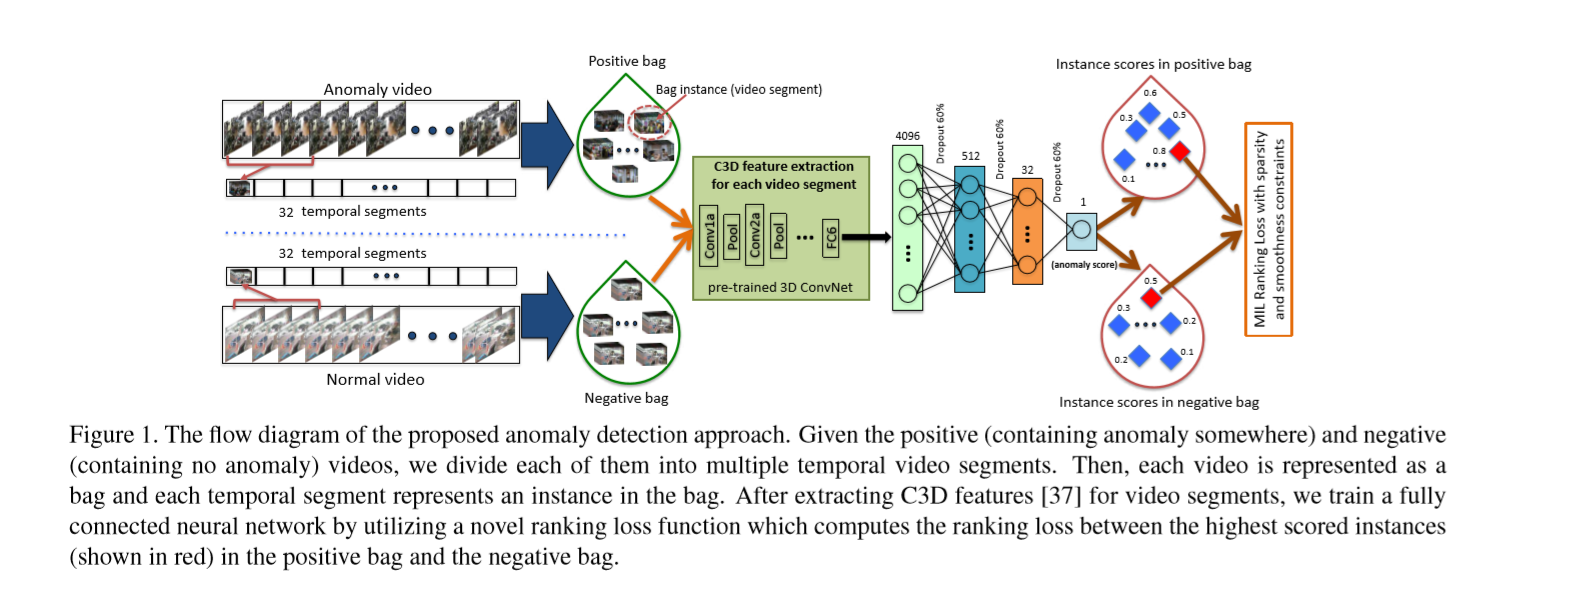 Positive bag
Instance scores in positive bag
Anomaly video
Bag instance (video segment)
32 temporal segments
32 temporal segments
Normal video
Negative bag
C3D feature extraction
for each video segment
Conv1a
Pool
Conv2a
Pool
...
FC6
pre-trained 3D ConvNet
4096
Dropout 60%
512
Dropout 60%
32
Dropout 60%
1
(anomaly score)
0.6
0.3
0.5
0.8
0.1
0.5
0.3
0.2
0.2
0.1
Instance scores in negative bag
MIL Ranking Loss with sparsity
and smoothness constraints
Figure 1. The flow diagram of the proposed anomaly detection approach. Given the positive (containing anomaly somewhere) and negative
(containing no anomaly) videos, we divide each of them into multiple temporal video segments. Then, each video is represented as a
bag and each temporal segment represents an instance in the bag. After extracting C3D features [37] for video segments, we train a fully
connected neural network by utilizing a novel ranking loss function which computes the ranking loss between the highest scored instances
(shown in red) in the positive bag and the negative bag.